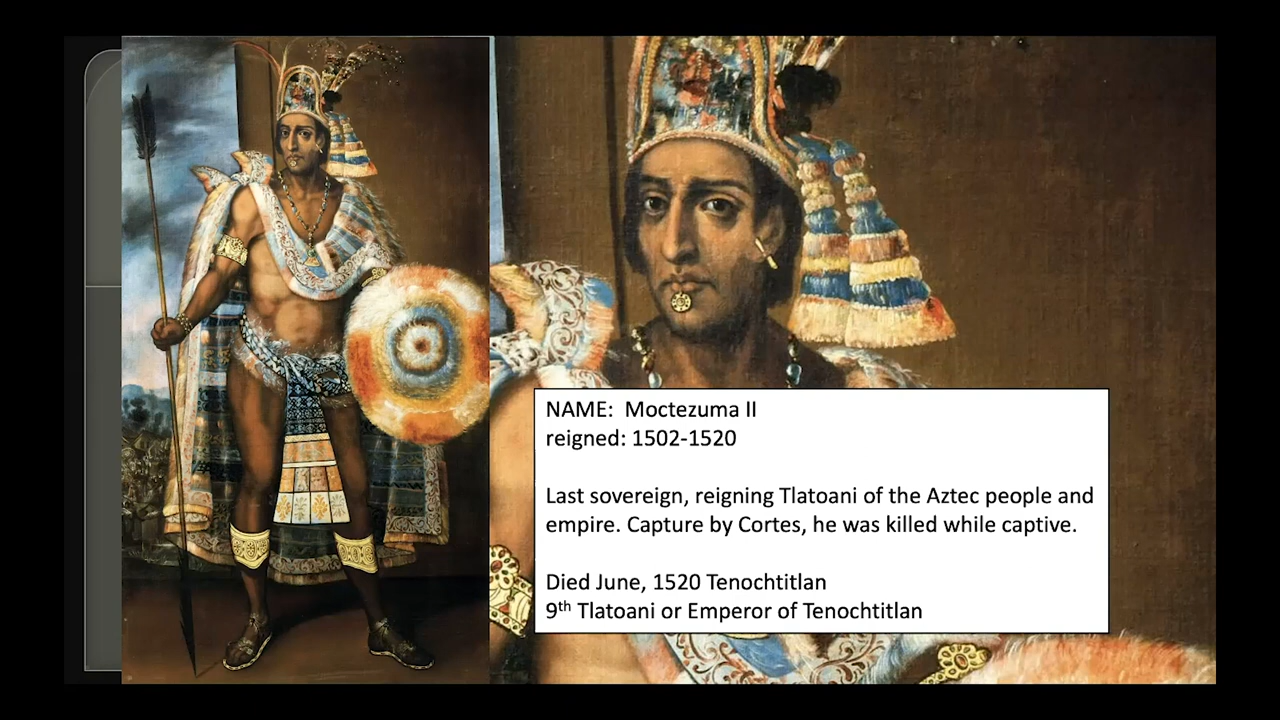 NAME:  Moctezuma II
reigned: 1502-1520
Last sovereign, reigning Tlatoani of the Aztec people and
empire. Capture by Cortes, he was killed while captive.
Died June, 1520 Tenochtitlan
9th Tlatoani or Emperor of Tenochtitlan